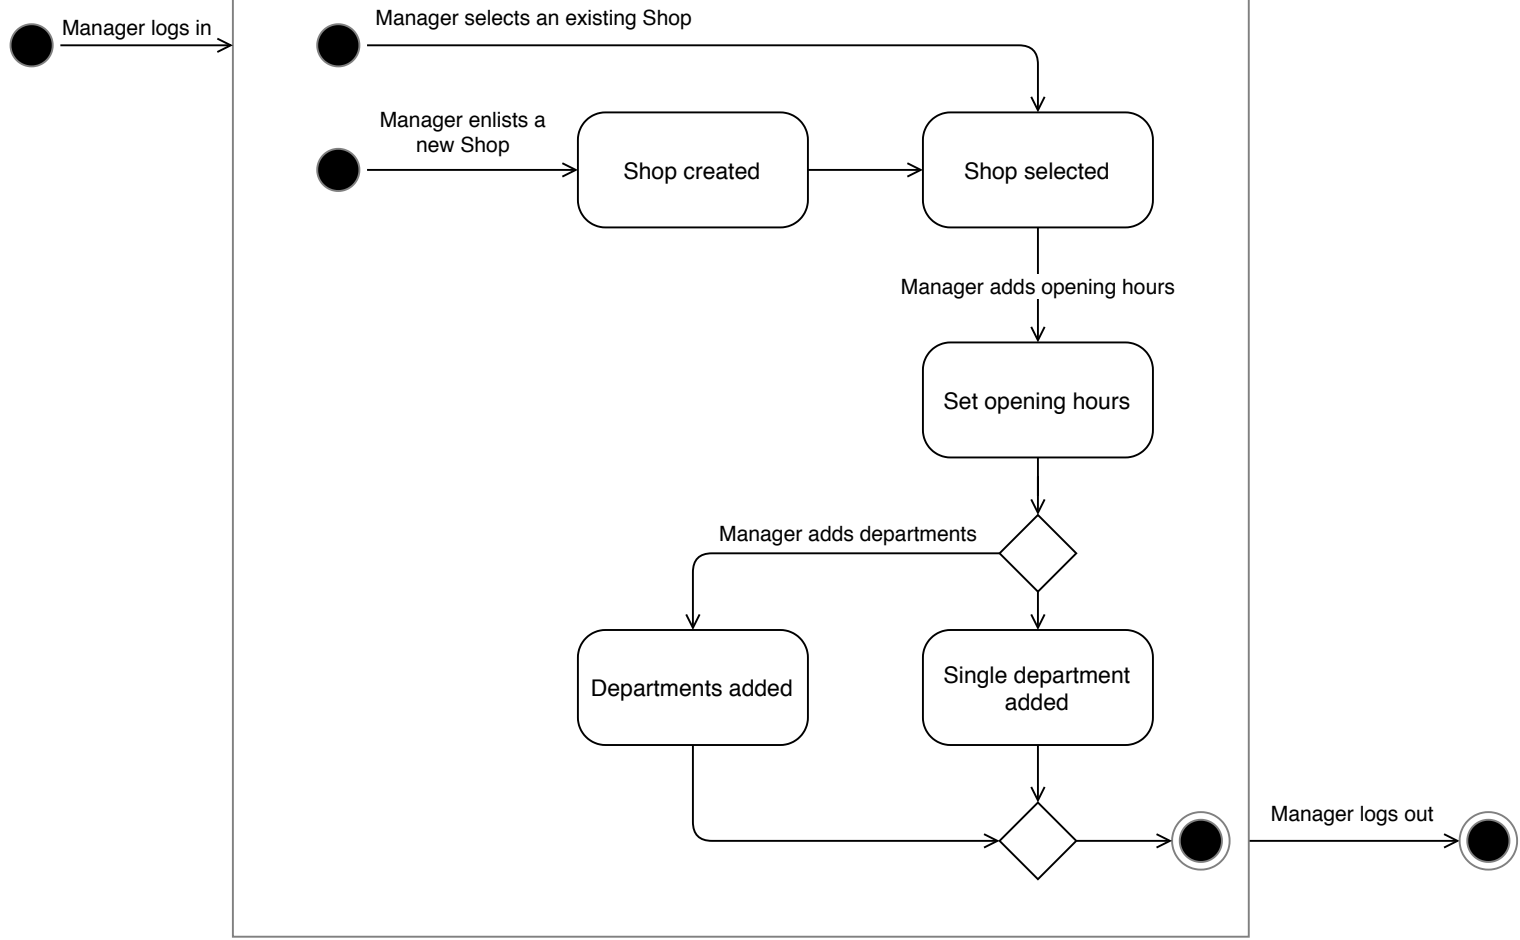 Manager logs in
Manager selects an existing Shop
Manager enlists a
new Shop
Shop created
Shop selected
Manager adds opening hours
Set opening hours
Manager adds departments
Departments added
Single department
added
Manager logs out